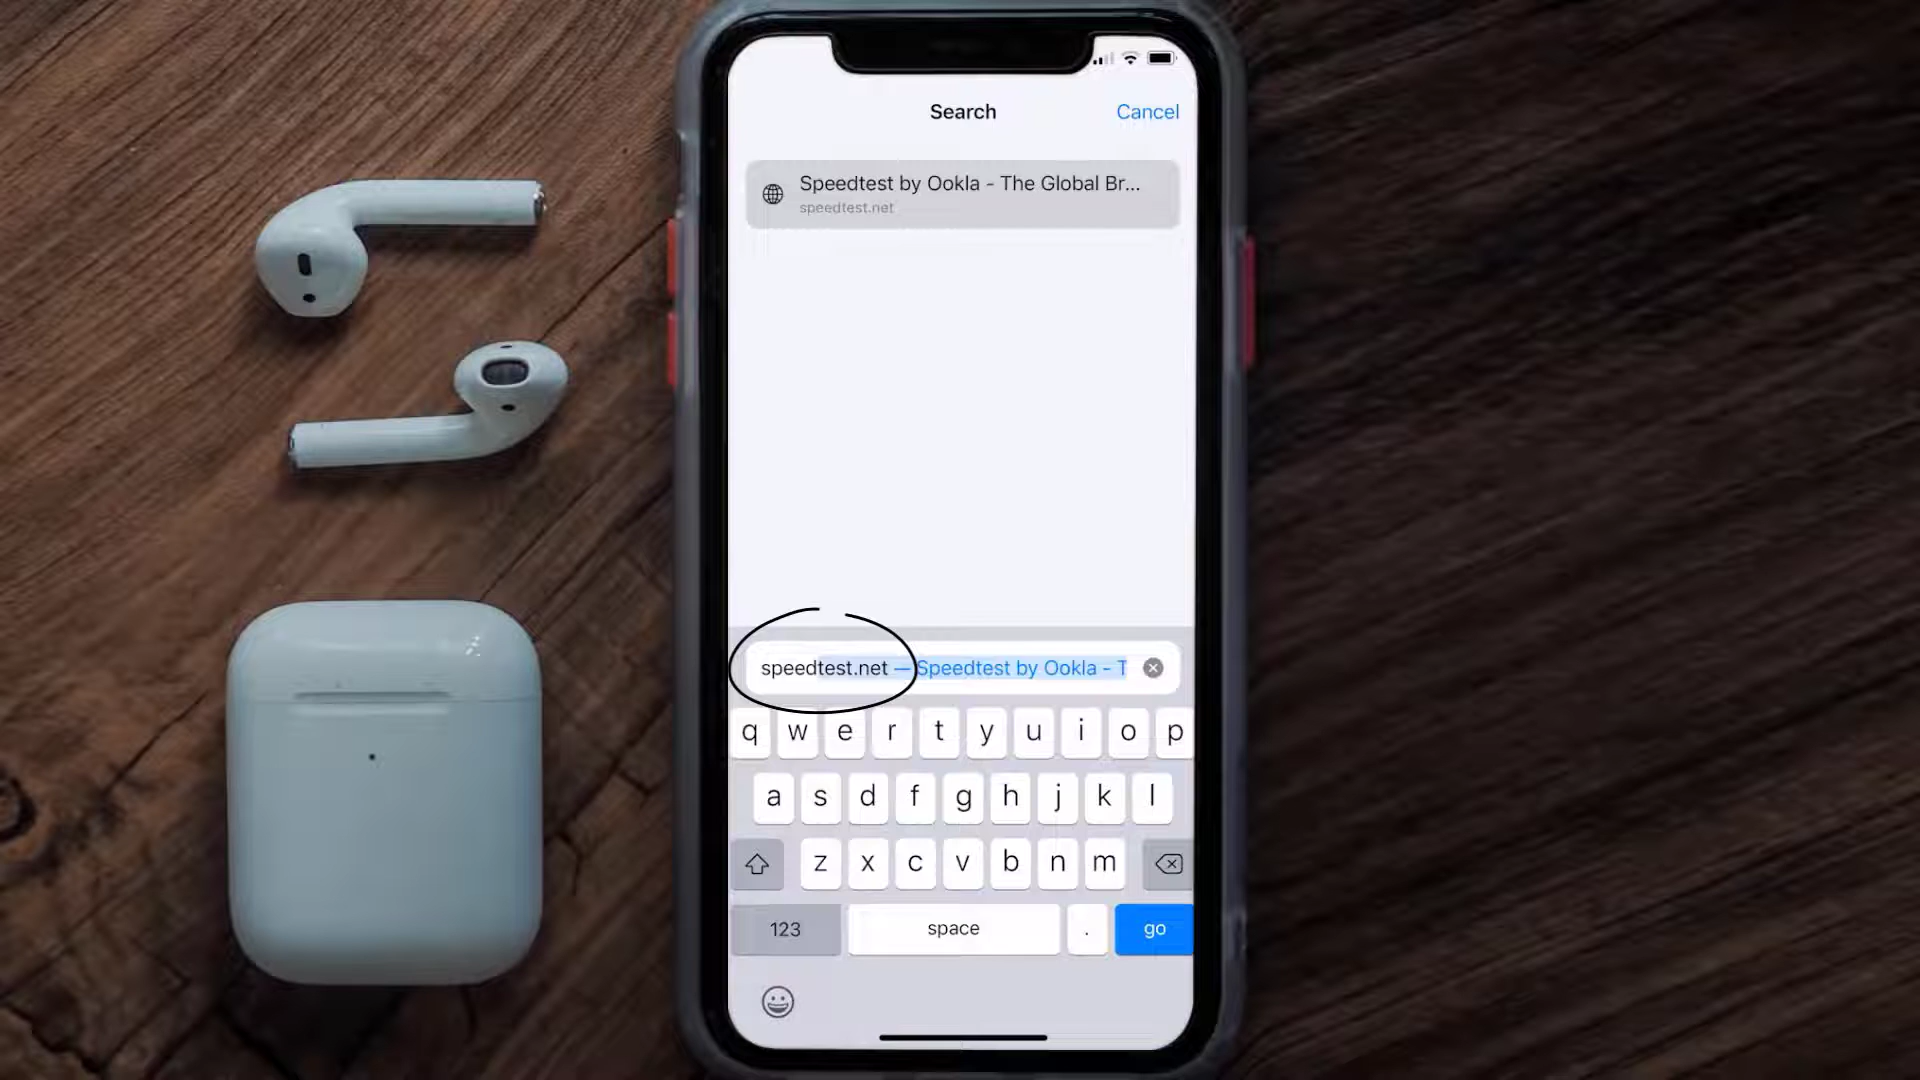 Search
Cancel
Speedtest by Ookla - The Global Br...
speedtest.net
speedtest.net — Speedtest by Ookla - T
q w e r t y u i o p
a s d f g h j k l
z x c v b n m
123 space . go